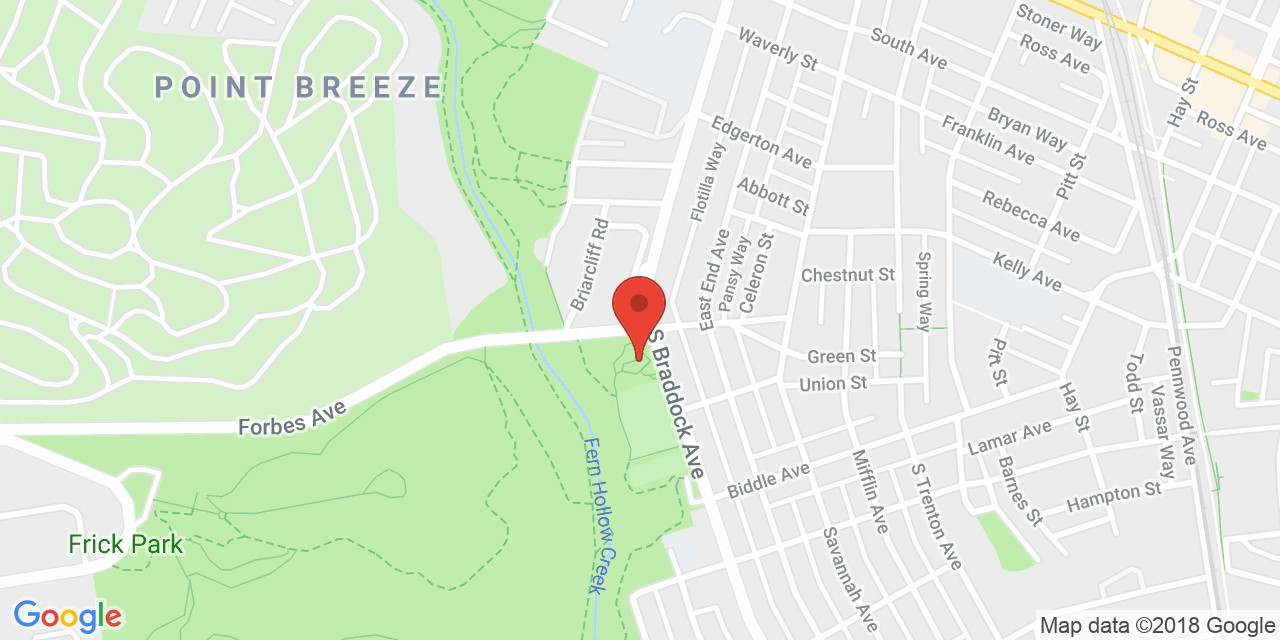 Stoner Way
Ross Ave
South Ave
Waverly St
POINT BREEZE
Hay St
Ross Ave
Bryan Way
Franklin Ave
Edgerton Ave
Pitt St
Flotilla Way
Abbott St
Rebecca Ave
Briarcliff Rd
East End Ave
Pansy Way
Celeron St
Chestnut St
Spring Way
Kelly Ave
S Braddock Ave
Green St
Pitt St
Union St
Todd St
Vassar Way
Pennwood Ave
Hay St
Forbes Ave
Fern Hollow Creek
Lamar Ave
Biddle Ave
Mifflin Ave
S Trenton Ave
Barnes St
Hampton St
Savannah Ave
Frick Park
Google
Map data ©2018 Google